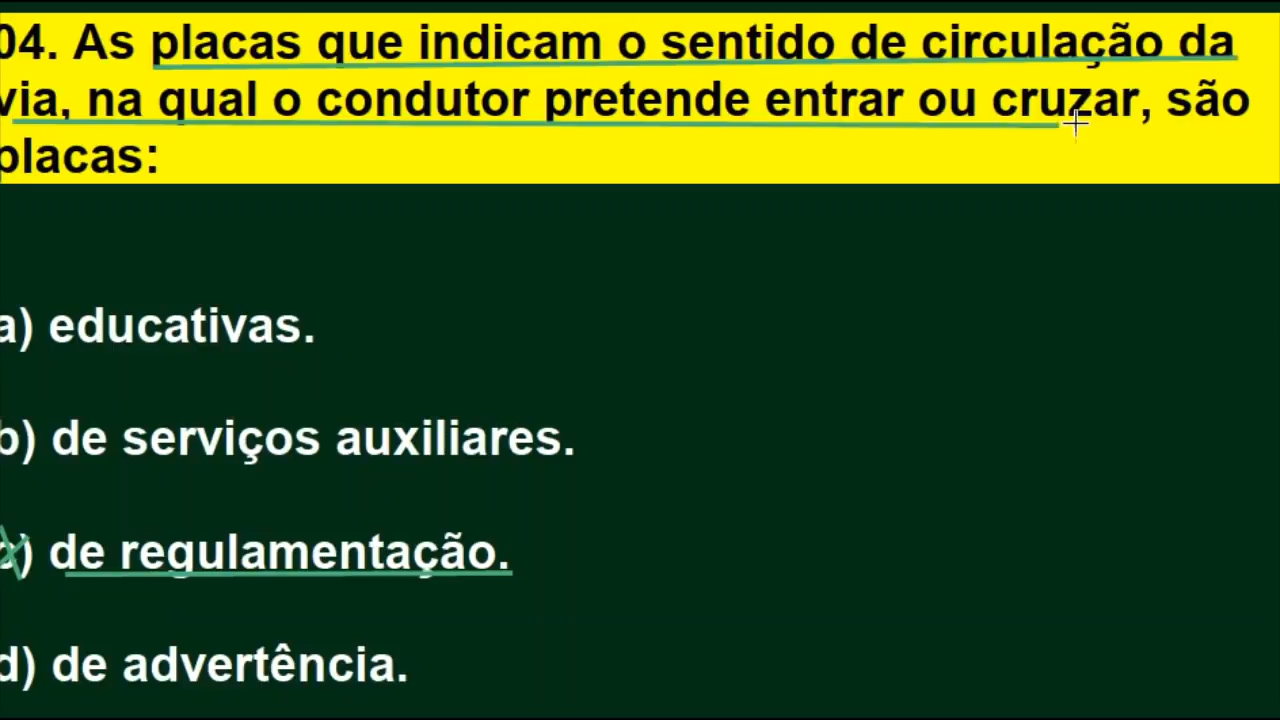 04. As placas que indicam o sentido de circulação da
via, na qual o condutor pretende entrar ou cruzar, são
placas:
a) educativas.
b) de serviços auxiliares.
c) de regulamentação.
d) de advertência.